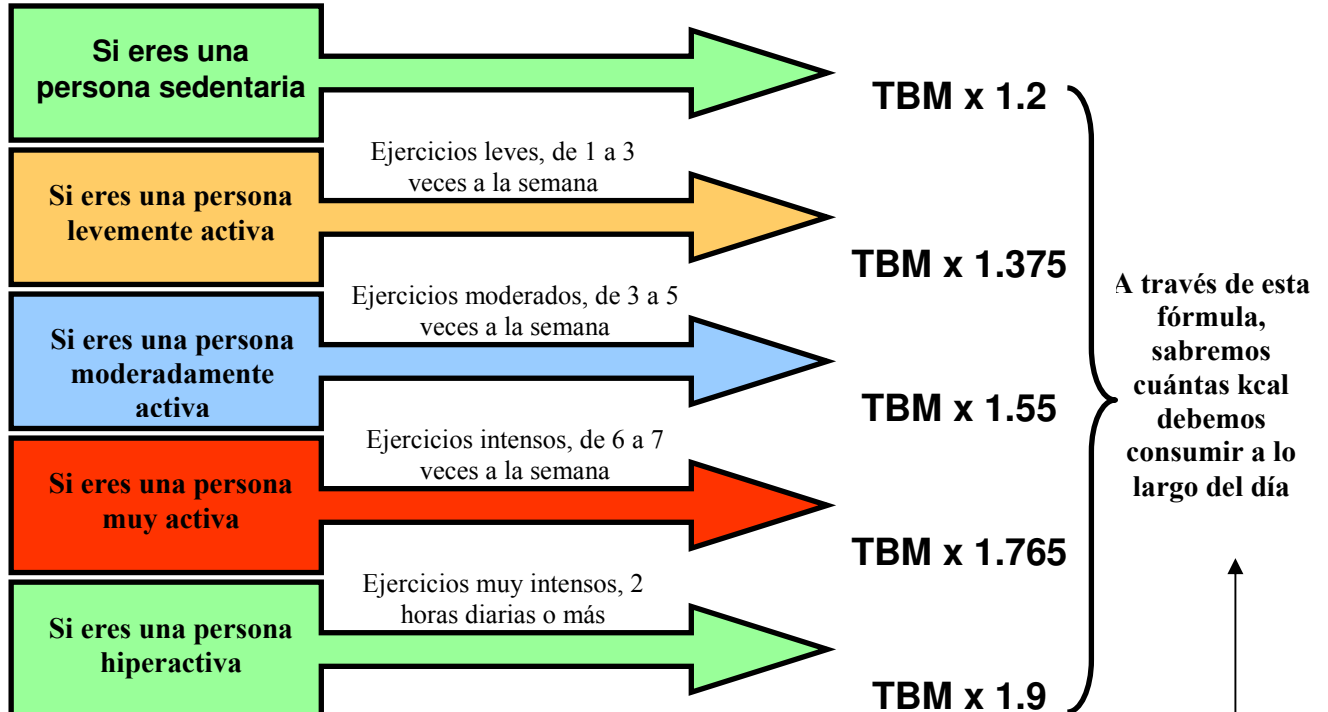 Si eres una
persona sedentaria
TBM x 1.2
Ejercicios leves, de 1 a 3
veces a la semana
Si eres una persona
levemente activa
TBM x 1.375
Ejercicios moderados, de 3 a 5
veces a la semana
Si eres una persona
moderadamente
activa
TBM x 1.55
Ejercicios intensos, de 6 a 7
veces a la semana
Si eres una persona
muy activa
TBM x 1.765
Ejercicios muy intensos, 2
horas diarias o más
Si eres una persona
hiperactiva
TBM x 1.9
A través de esta
fórmula,
sabremos
cuántas kcal
debemos
consumir a lo
largo del día